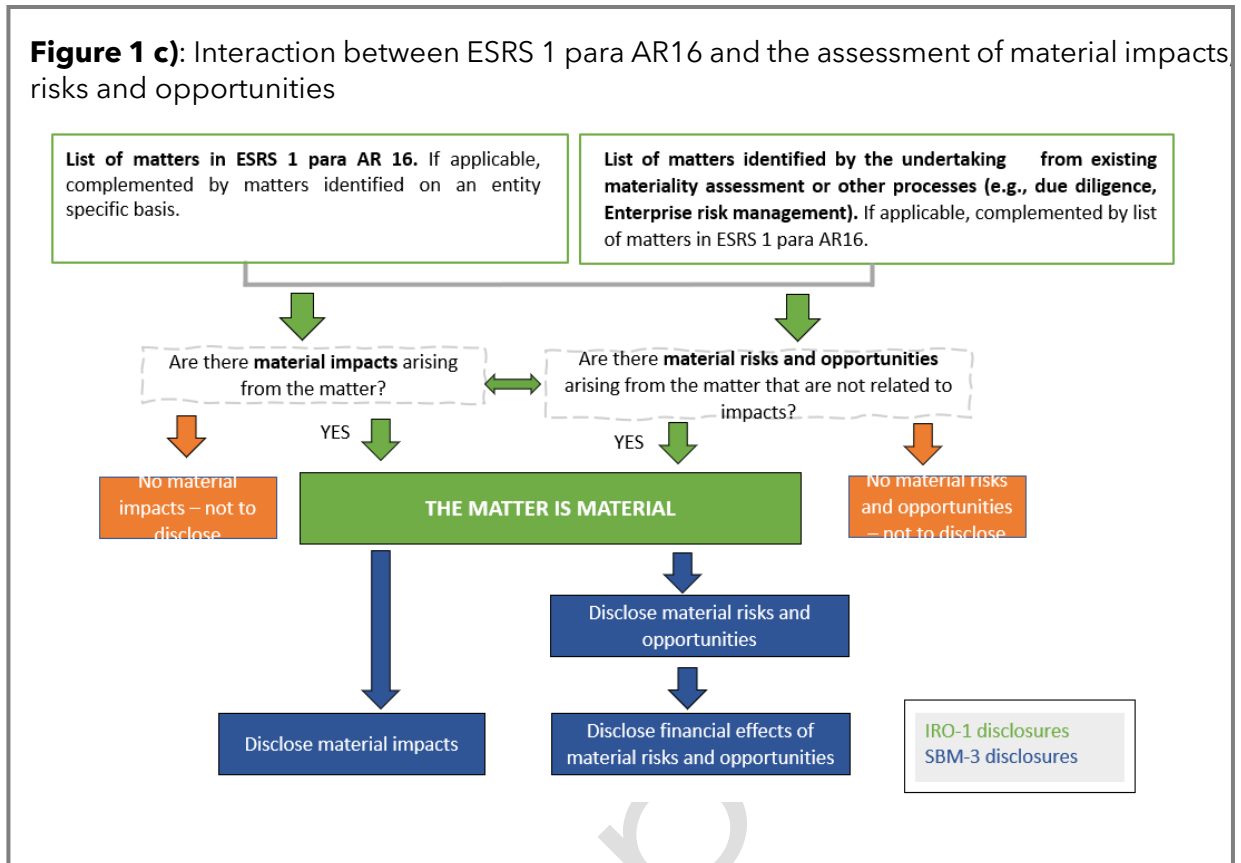 Figure 1 c): Interaction between ESRS 1 para AR16 and the assessment of material impacts,
risks and opportunities
List of matters in ESRS 1 para AR 16. If applicable,
complemented by matters identified on an entity
specific basis.
List of matters identified by the undertaking from existing
materiality assessment or other processes (e.g., due diligence,
Enterprise risk management). If applicable, complemented by list
of matters in ESRS 1 para AR16.
Are there material impacts arising
from the matter?
Are there material risks and opportunities
arising from the matter that are not related to
impacts?
YES
YES
No material
impacts – not to
disclose
THE MATTER IS MATERIAL
No material risks
and opportunities
– not to disclose
Disclose material risks and
opportunities
Disclose material impacts
Disclose financial effects of
material risks and opportunities
IRO-1 disclosures
SBM-3 disclosures